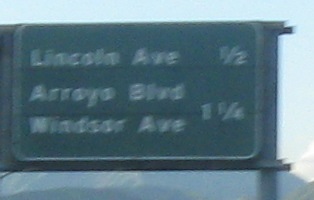 Lincoln Ave 1/2
Arroyo Blvd
Windsor Ave 1 1/4